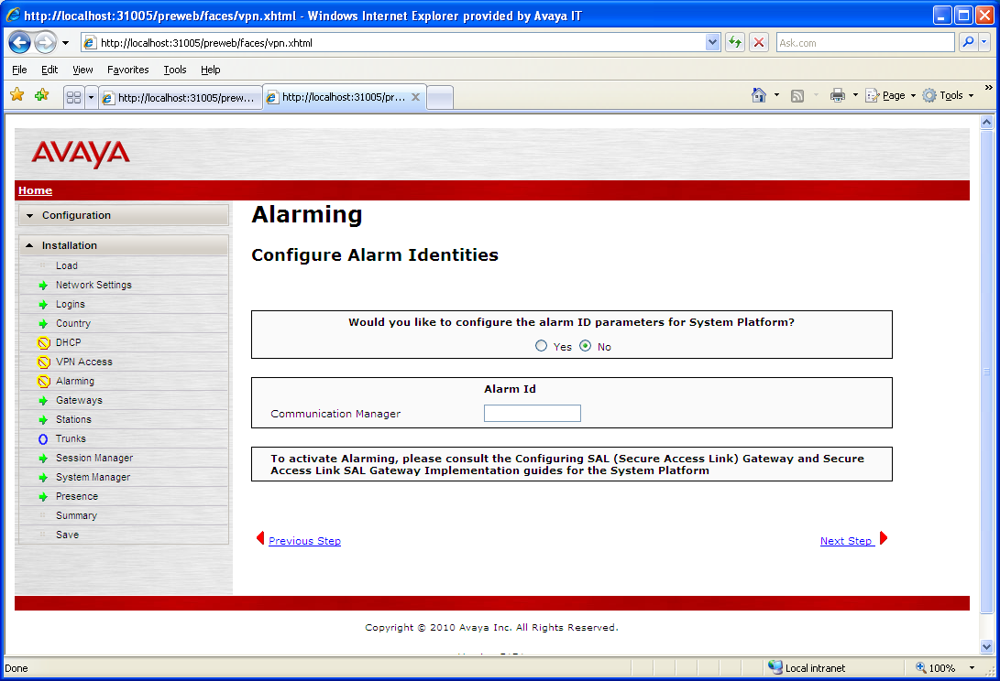 http://localhost:31005/preweb/faces/vpn.xhtml - Windows Internet Explorer provided by Avaya IT
http://localhost:31005/preweb/faces/vpn.xhtml
Ask.com
File Edit View Favorites Tools Help
http://localhost:31005/prew...
http://localhost:31005/pr...
Page
Tools
»
AVAYA
Home
Configuration
Installation
Load
Network Settings
Logins
Country
DHCP
VPN Access
Alarming
Gateways
Stations
Trunks
Session Manager
System Manager
Presence
Summary
Save
Alarming
Configure Alarm Identities
Would you like to configure the alarm ID parameters for System Platform?
Yes No
Alarm Id
Communication Manager
To activate Alarming, please consult the Configuring SAL (Secure Access Link) Gateway and Secure
Access Link SAL Gateway Implementation guides for the System Platform
Previous Step
Next Step
Copyright © 2010 Avaya Inc. All Rights Reserved.
Done
Local intranet
100%